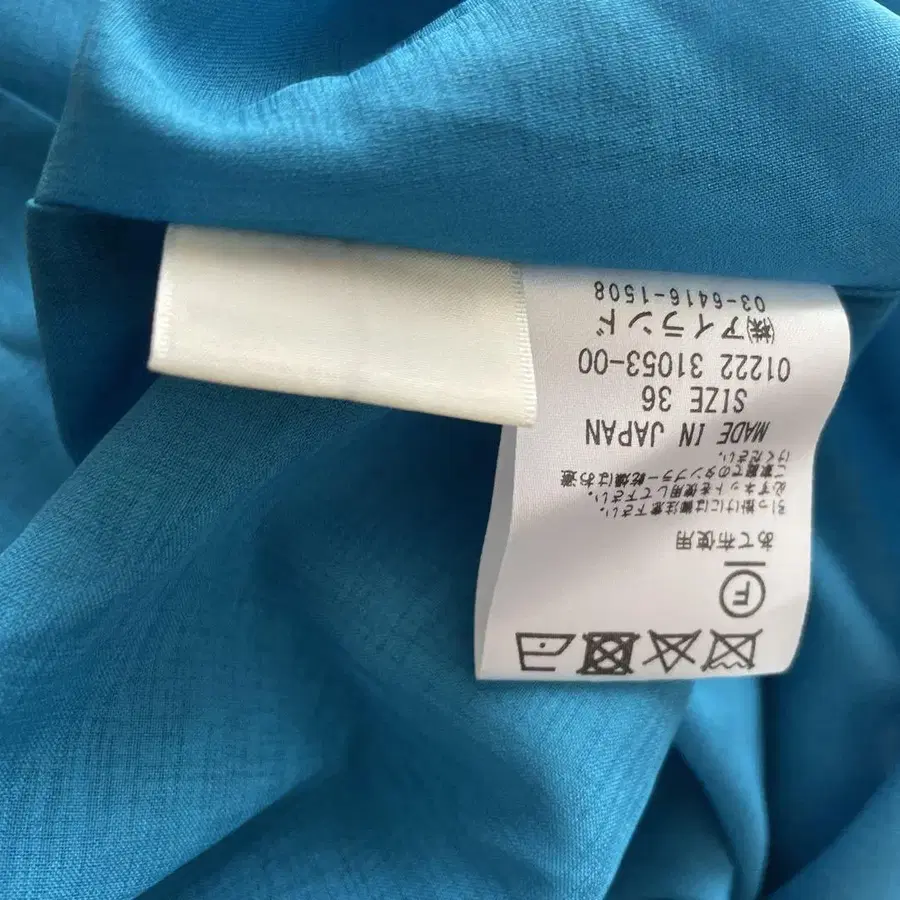 F
あて布使用
引っ掛けには御注意下さい。
必ずネットを使用して下さい。
ご家庭でのタンブラー乾燥はお避
けください。
MADE IN JAPAN
SIZE 36
01222 31053-00
㈱アイランド
03-6416-1508